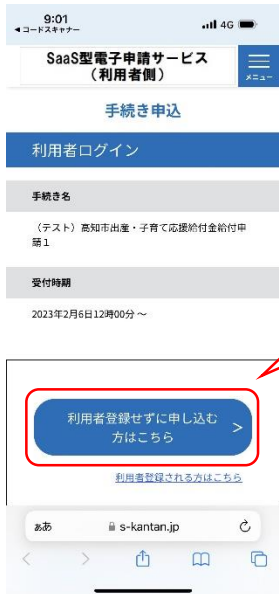 9:01
4G
◀コードスキャナー
SaaS型電子申請サービス
（利用者側）
メニュー
手続き申込
利用者ログイン
手続き名
（テスト）高知市出産・子育て応援給付金給付申
請１
受付時期
2023年2月6日12時00分～
利用者登録せずに申し込む
方はこちら
>
利用者登録される方はこちら
ああ
s-kantan.jp